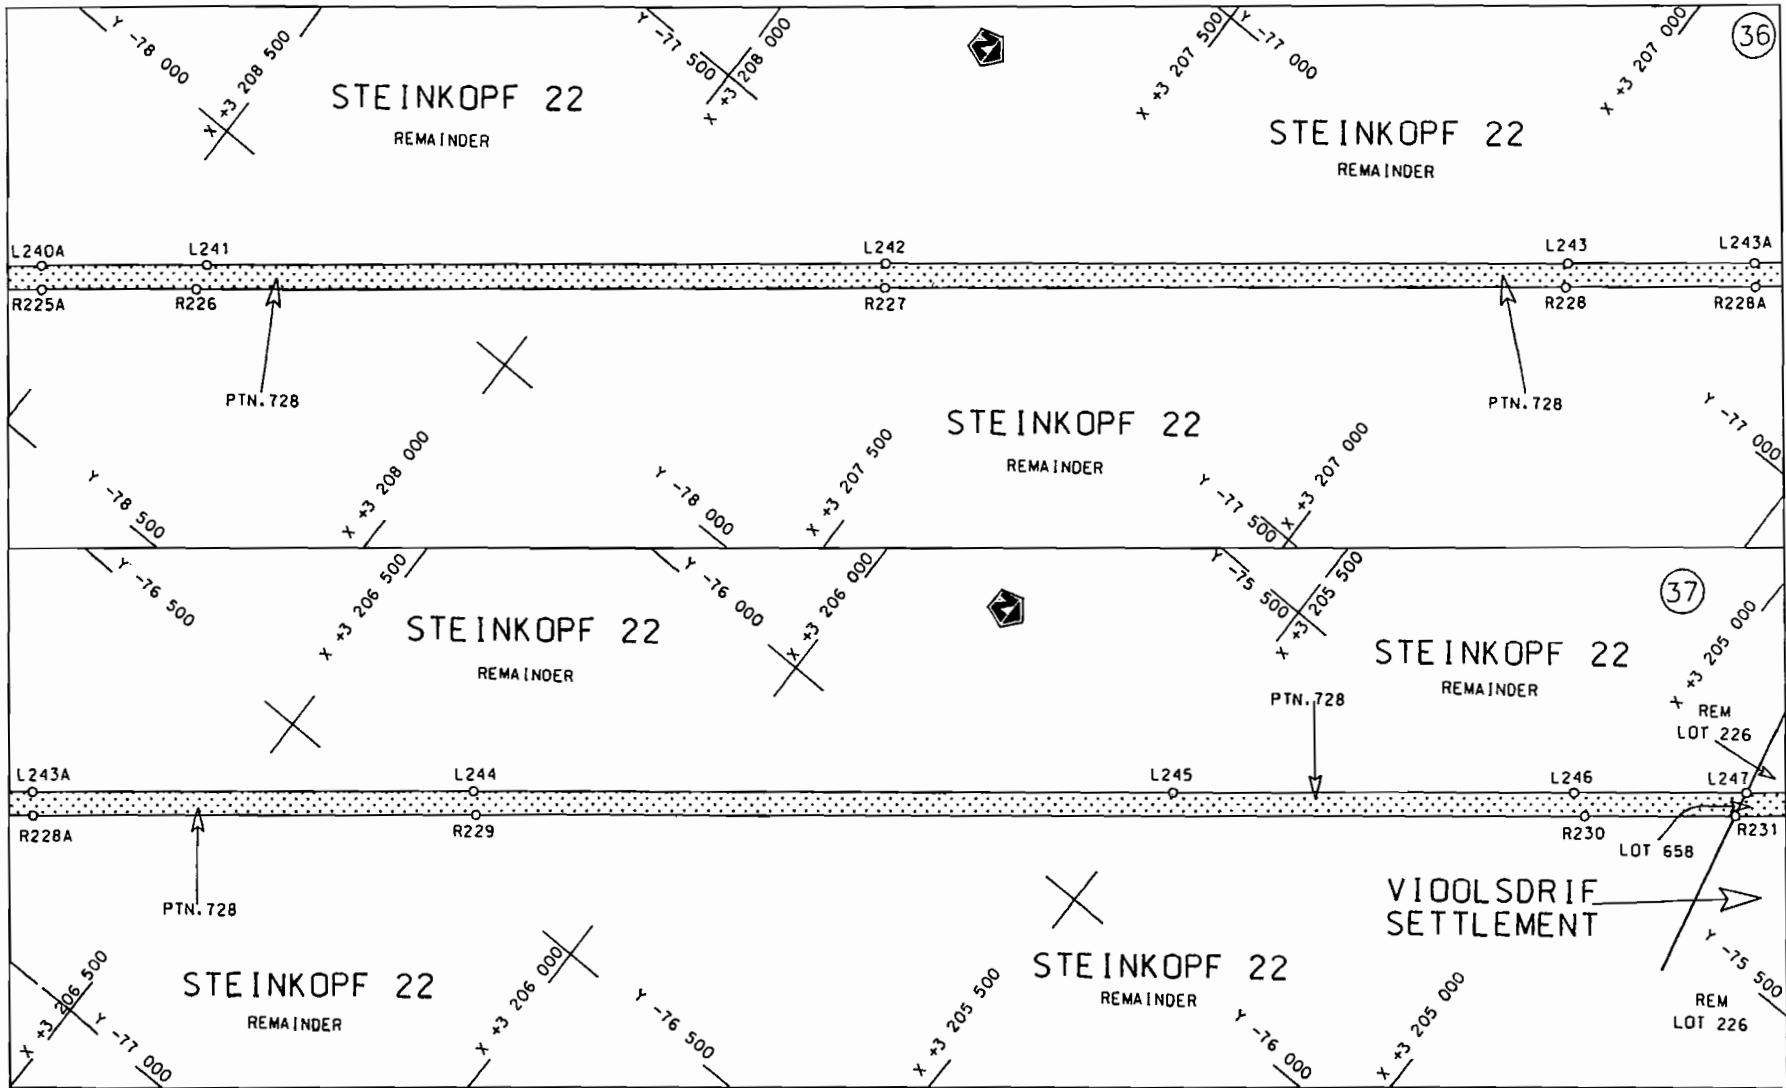 Y -78 000
X +3 208 500
STEINKOPF 22
REMAINDER
Y -77 500
X +3 208 000
N
X +3 207 500
Y -77 000
X +3 207 000
36
STEINKOPF 22
REMAINDER
L240A
L241
L242
L243
L243A
R225A
R226
R227
R228
R228A
PTN.728
PTN.728
STEINKOPF 22
REMAINDER
Y -78 500
X +3 208 000
Y -78 000
X +3 207 500
Y -77 500
X +3 207 000
Y -77 000
Y -76 500
X +3 206 500
STEINKOPF 22
REMAINDER
Y -76 000
X +3 206 000
N
Y -75 500
X +3 205 500
37
STEINKOPF 22
REMAINDER
X +3 205 000
PTN.728
REM
LOT 226
L243A
L244
L245
L246
L247
R228A
R229
R230
R231
LOT 658
PTN.728
VIOOLSDRIF
SETTLEMENT
X +3 206 500
Y -77 000
STEINKOPF 22
REMAINDER
X +3 206 000
Y -76 500
X +3 205 500
STEINKOPF 22
REMAINDER
Y -76 000
X +3 205 000
Y -75 500
REM
LOT 226